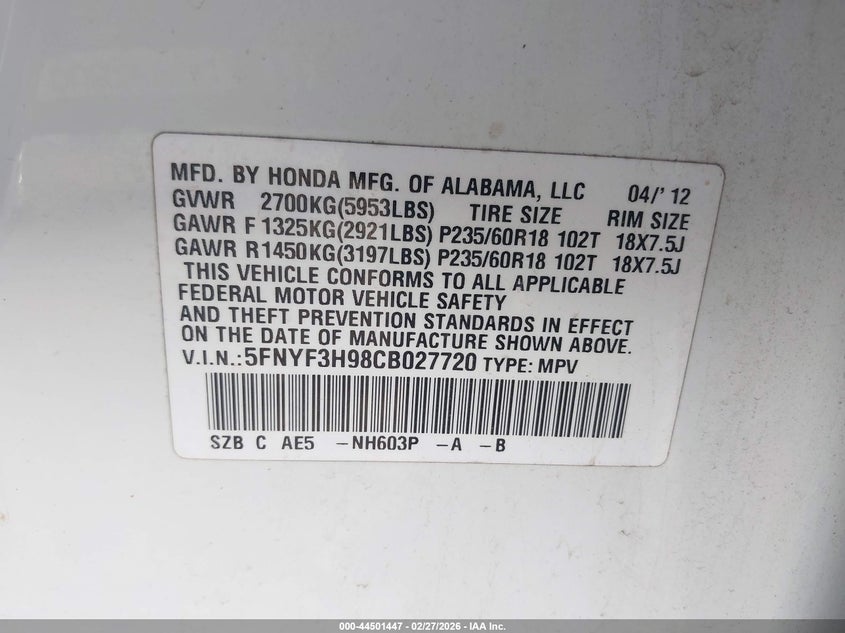 MFD. BY HONDA MFG. OF ALABAMA, LLC 04/' 12
GVWR 2700KG(5953LBS) TIRE SIZE RIM SIZE
GAWR F 1325KG(2921LBS) P235/60R18 102T 18X7.5J
GAWR R1450KG(3197LBS) P235/60R18 102T 18X7.5J
THIS VEHICLE CONFORMS TO ALL APPLICABLE
FEDERAL MOTOR VEHICLE SAFETY
AND THEFT PREVENTION STANDARDS IN EFFECT
ON THE DATE OF MANUFACTURE SHOWN ABOVE.
V.I.N.:5FNYF3H98CB027720 TYPE: MPV
SZB C AE5 -NH603P -A -B
000-44501447 - 02/27/2026 - IAA Inc.